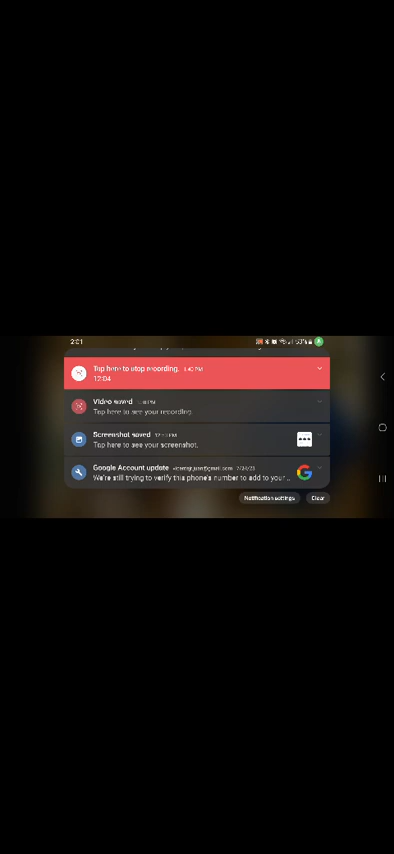 2:01
Tap here to stop recording.
12:04
Video saved
Tap here to see your recording.
Screenshot saved
Tap here to see your screenshot.
Google Account update
We're still trying to verify this phone's number to add to your ...
Notification settings
Clear